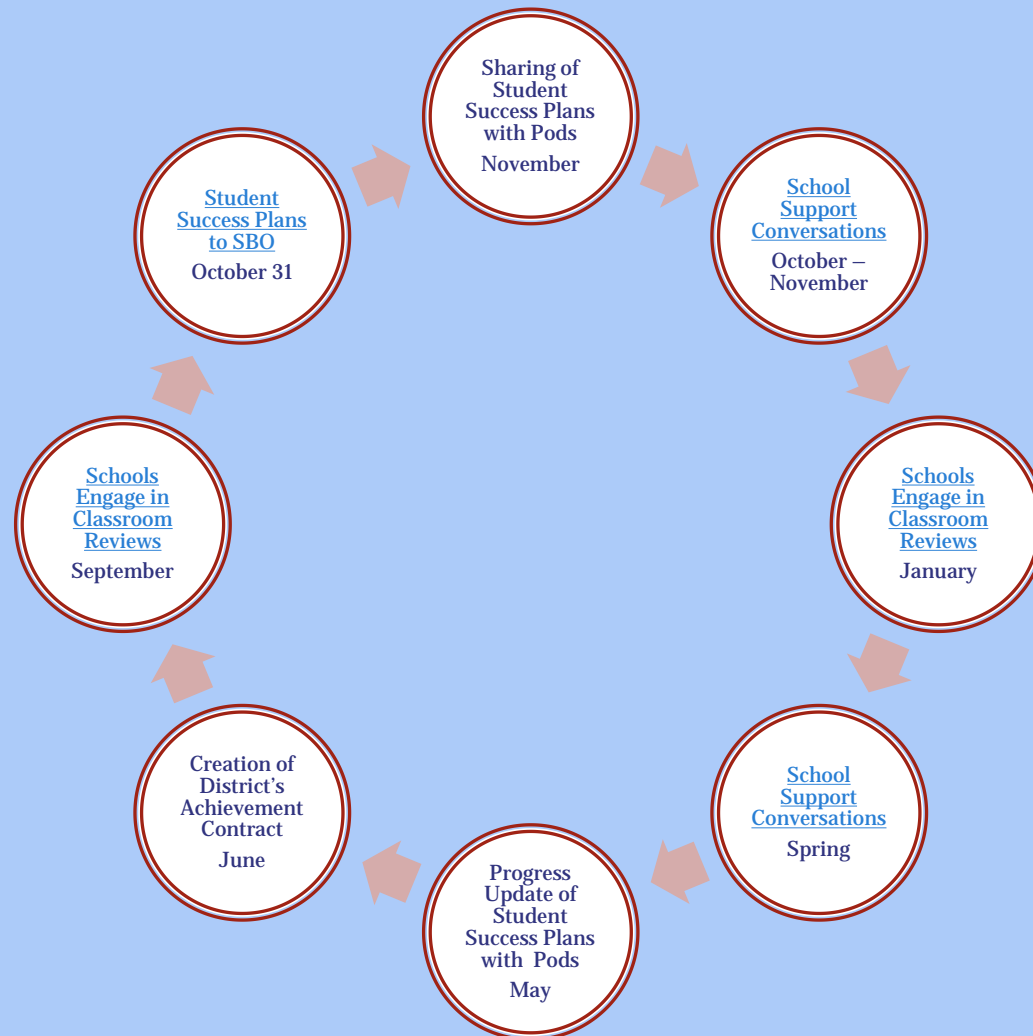 Sharing of
Student
Success Plans
with Pods
November
School
Support
Conversations
October –
November
Schools
Engage in
Classroom
Reviews
January
School
Support
Conversations
Spring
Progress
Update of
Student
Success Plans
with Pods
May
Creation of
District’s
Achievement
Contract
June
Schools
Engage in
Classroom
Reviews
September
Student
Success Plans
to SBO
October 31